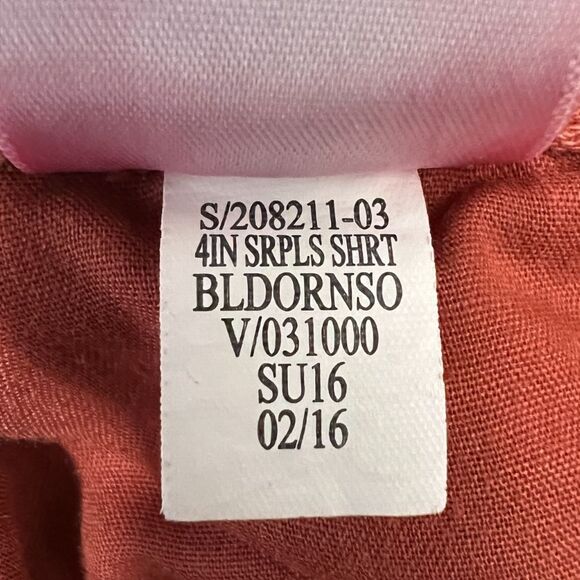 S/208211-03
4IN SRPLS SHRT
BLDORNSO
V/031000
SU16
02/16